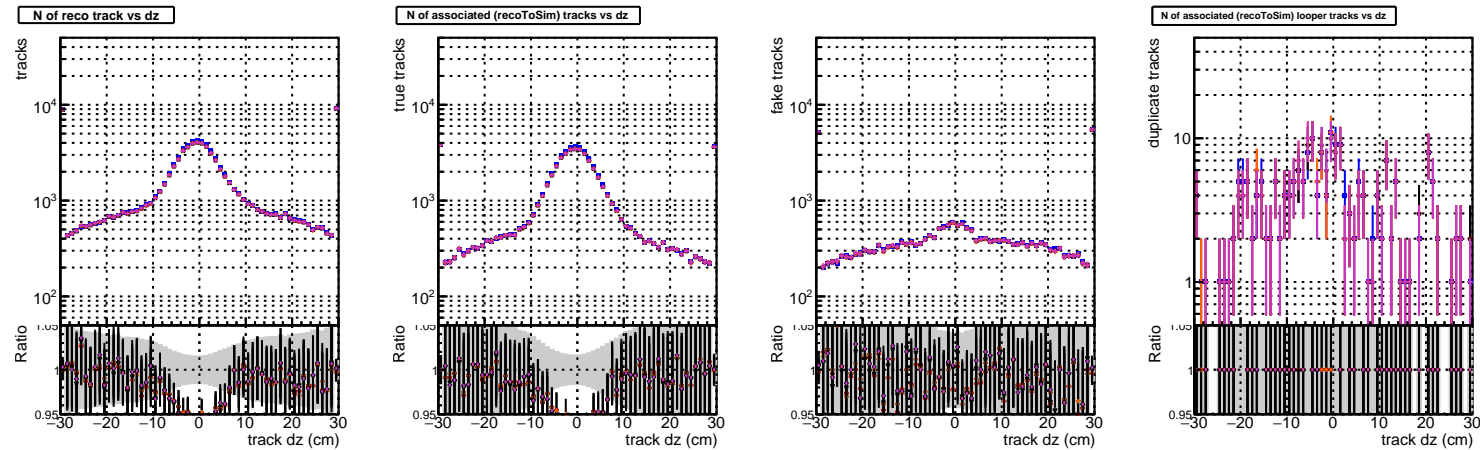 N of reco track vs dz
tracks
10^4
10^3
10^2
Ratio
1.05
1
0.95
−30 −20 −10 0 10 20 30
track dz (cm)
N of associated (recoToSim) tracks vs dz
true tracks
10^4
10^3
10^2
Ratio
1.05
1
0.95
−30 −20 −10 0 10 20 30
track dz (cm)
fake tracks
10^4
10^3
10^2
Ratio
1.05
1
0.95
−30 −20 −10 0 10 20 30
track dz (cm)
N of associated (recoToSim) looper tracks vs dz
duplicate tracks
10
1
Ratio
1.05
1
0.95
−30 −20 −10 0 10 20 30
track dz (cm)